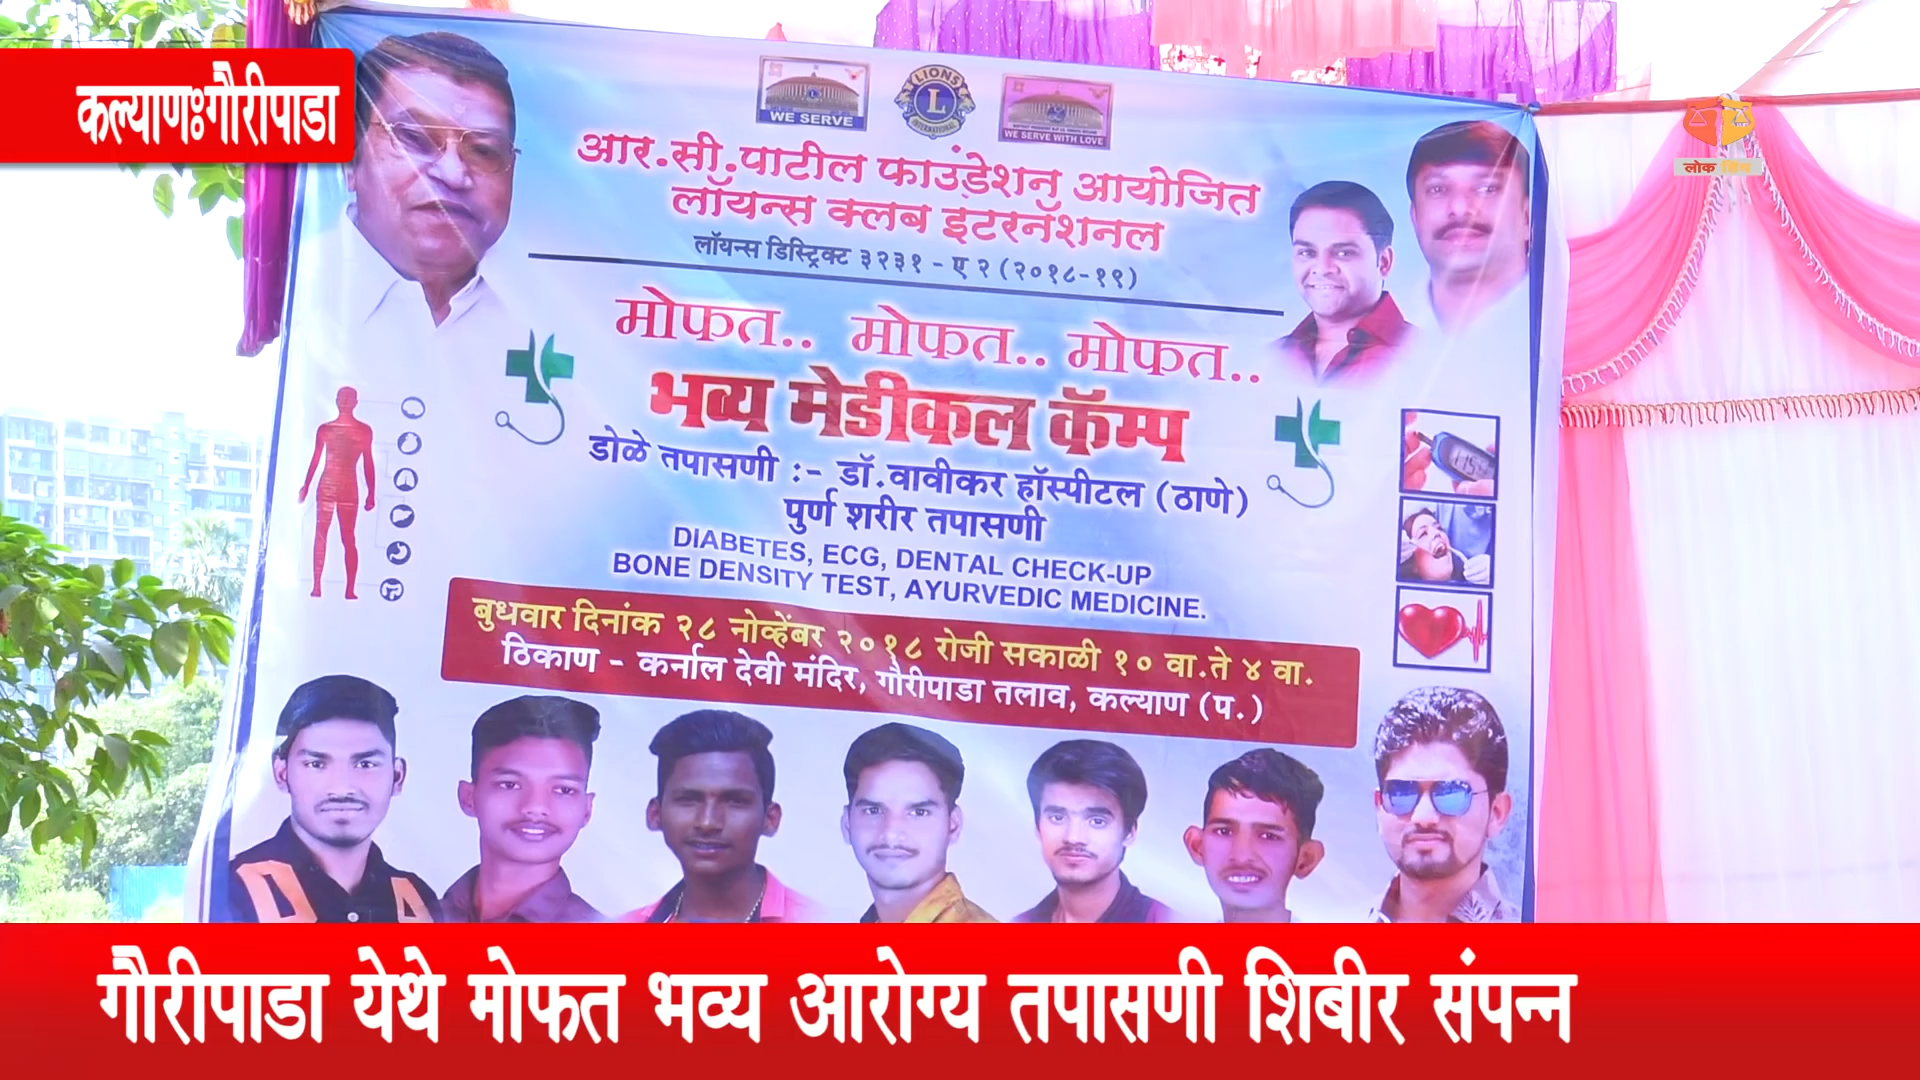 कल्याणःगौरीपाडा
WE SERVE
LIONS
L
INTERNATIONAL
WE SERVE WITH LOVE
लोक
आर.सी.पाटील फाउंडेशन आयोजित
लॉयन्स क्लब इंटरनॅशनल
लॉयन्स डिस्ट्रिक्ट ३२३१ - ए २ (२०१८-१९)
मोफत.. मोफत.. मोफत..
भव्य मेडीकल कॅम्प
डोळे तपासणी :- डॉ.वावीकर हॉस्पीटल (ठाणे)
पुर्ण शरीर तपासणी
DIABETES, ECG, DENTAL CHECK-UP
BONE DENSITY TEST, AYURVEDIC MEDICINE.
बुधवार दिनांक २८ नोव्हेंबर २०१८ रोजी सकाळी १० वा.ते ४ वा.
ठिकाण - कर्नाल देवी मंदिर, गौरीपाडा तलाव, कल्याण (प.)
गौरीपाडा येथे मोफत भव्य आरोग्य तपासणी शिबीर संपन्न